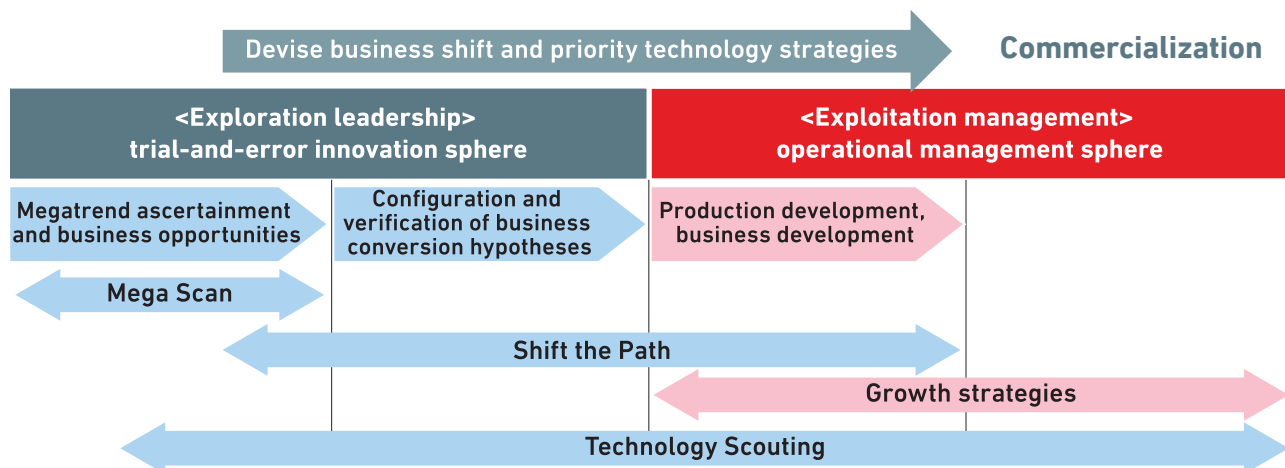 Devise business shift and priority technology strategies
Commercialization
<Exploration leadership>
trial-and-error innovation sphere
<Exploitation management>
operational management sphere
Megatrend ascertainment
and business opportunities
Configuration and
verification of business
conversion hypotheses
Production development,
business development
Mega Scan
Shift the Path
Growth strategies
Technology Scouting